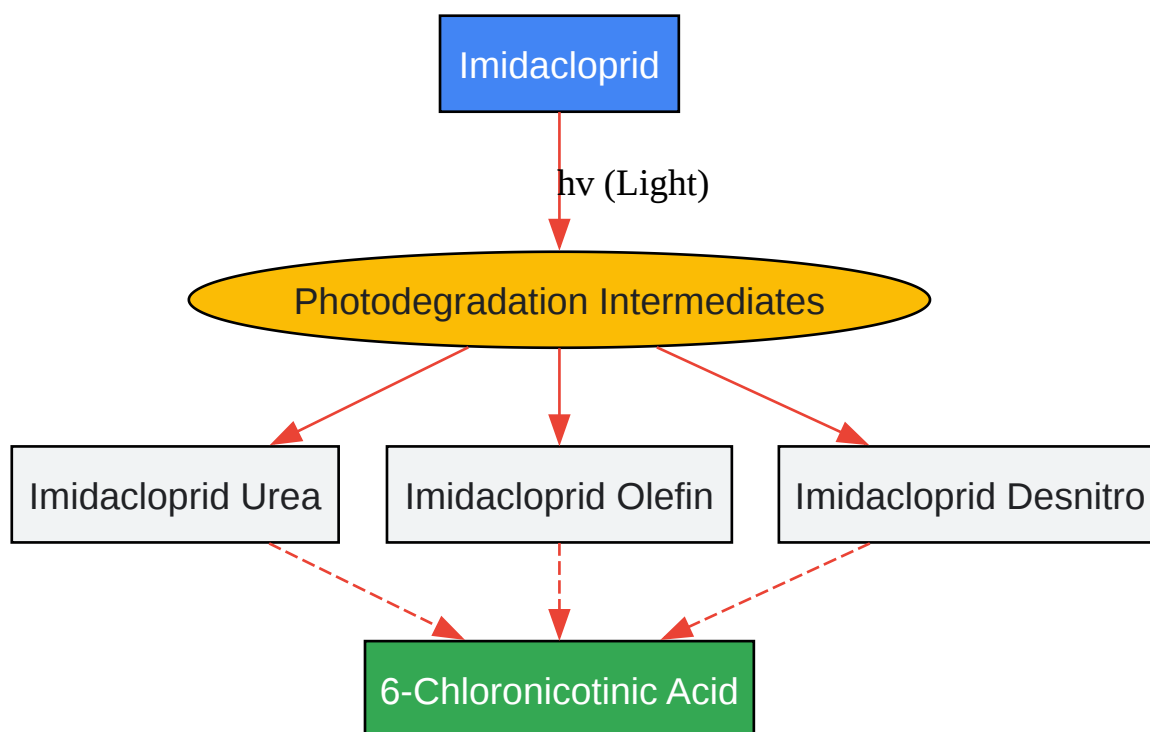 Imidacloprid
hv (Light)
Photodegradation Intermediates
Imidacloprid Urea
Imidacloprid Olefin
Imidacloprid Desnitro
6-Chloronicotinic Acid